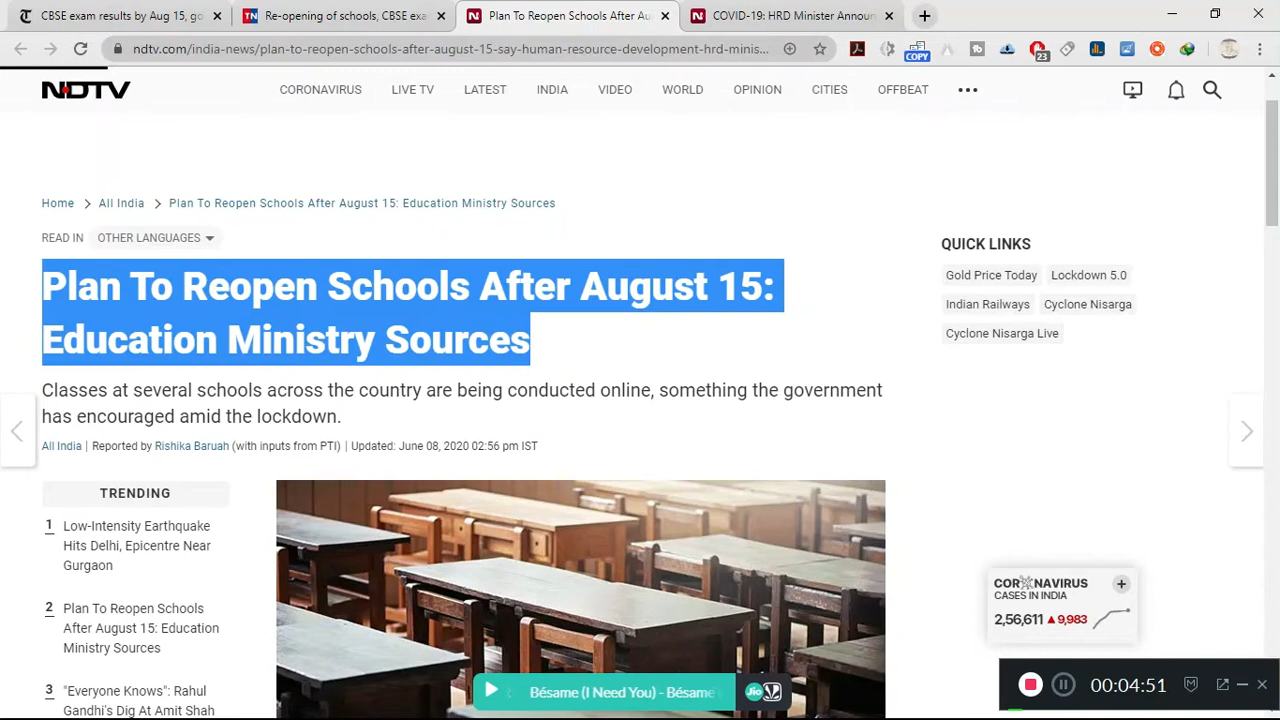 CBSE exam results by Aug 15, go
Re-opening of schools, CBSE exam
Plan To Reopen Schools After Au
COVID-19: HRD Minister Announ
ndtv.com/india-news/plan-to-reopen-schools-after-august-15-say-human-resource-development-hrd-minis...
COPY
23
NDTV
CORONAVIRUS
LIVE TV
LATEST
INDIA
VIDEO
WORLD
OPINION
CITIES
OFFBEAT
Home
All India
Plan To Reopen Schools After August 15: Education Ministry Sources
READ IN
OTHER LANGUAGES
Plan To Reopen Schools After August 15:
Education Ministry Sources
Classes at several schools across the country are being conducted online, something the government
has encouraged amid the lockdown.
All India | Reported by Rishika Baruah (with inputs from PTI) | Updated: June 08, 2020 02:56 pm IST
QUICK LINKS
Gold Price Today
Lockdown 5.0
Indian Railways
Cyclone Nisarga
Cyclone Nisarga Live
TRENDING
1
Low-Intensity Earthquake
Hits Delhi, Epicentre Near
Gurgaon
2
Plan To Reopen Schools
After August 15: Education
Ministry Sources
3
"Everyone Knows": Rahul
Gandhi's Dig At Amit Shah
CORONAVIRUS
CASES IN INDIA
2,56,611 ▲9,983
Bésame (I Need You) - Bésame
Jio
00:04:51